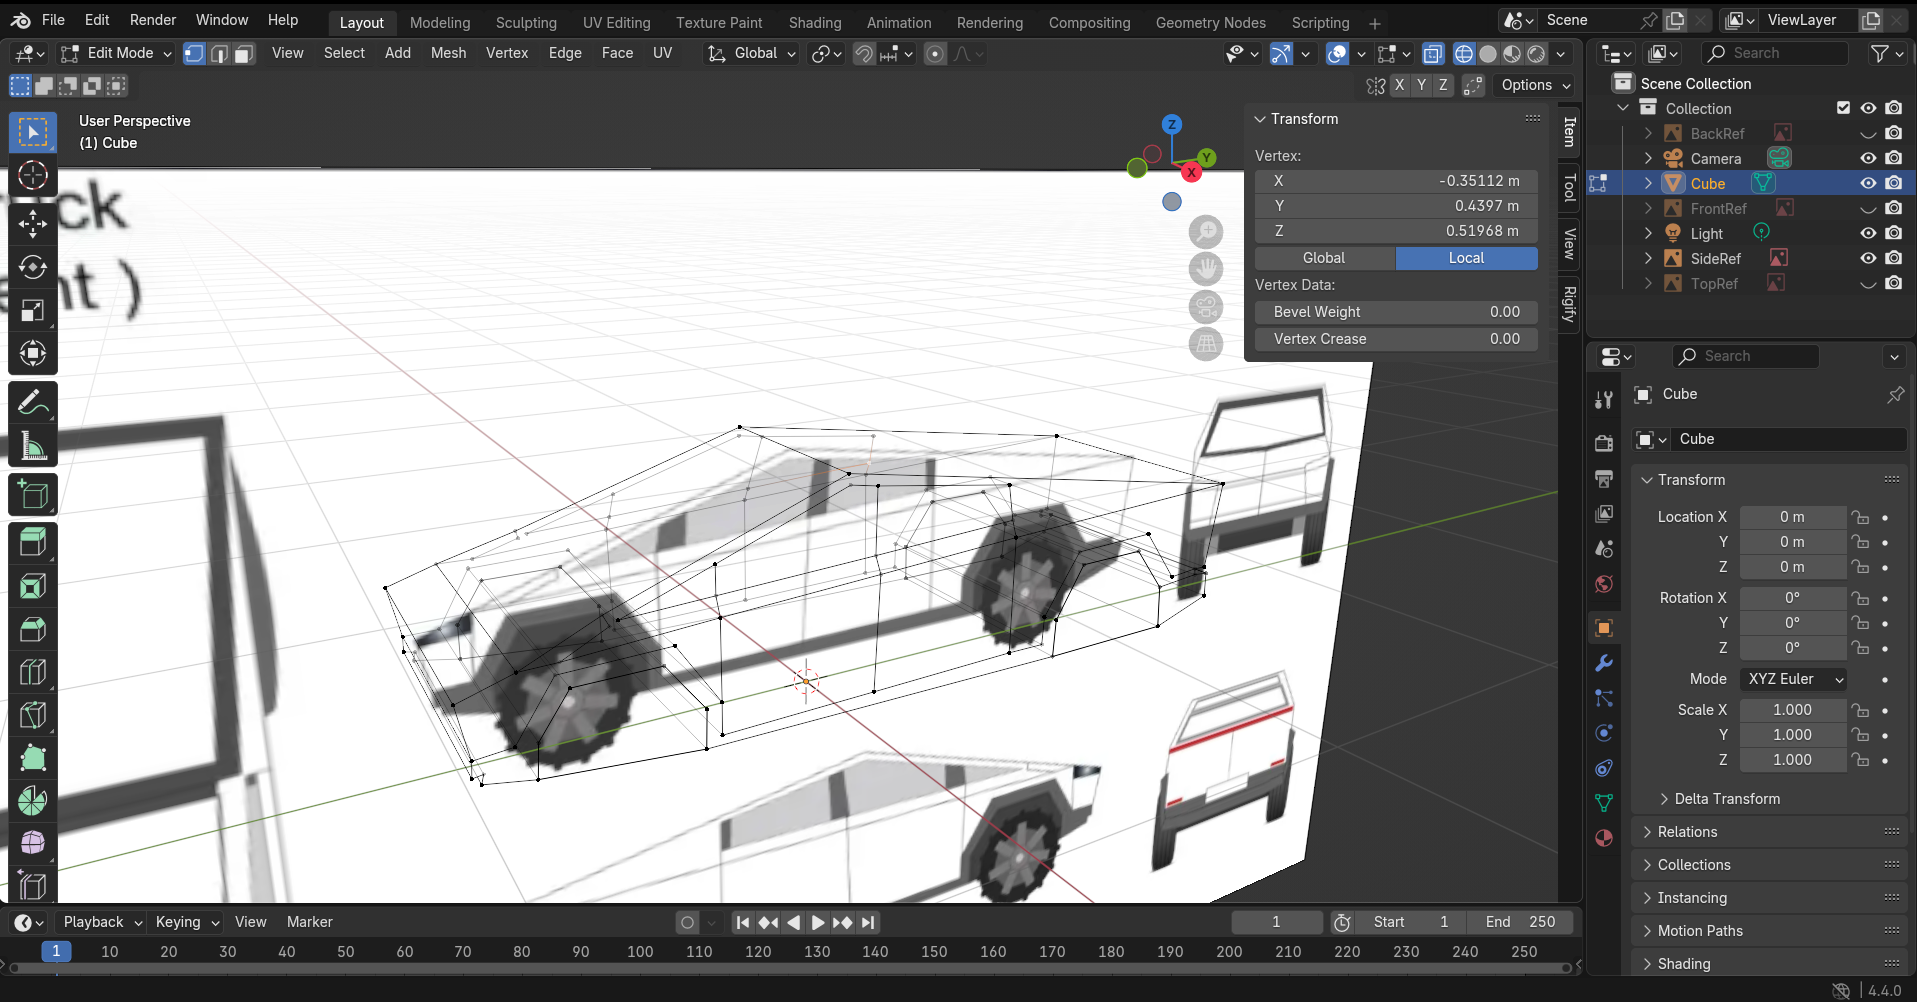 File Edit Render Window Help Layout Modeling Sculpting UV Editing Texture Paint Shading Animation Rendering Compositing Geometry Nodes Scripting + Scene ViewLayer
Edit Mode View Select Add Mesh Vertex Edge Face UV Global Search
X Y Z Options
Scene Collection
Collection
BackRef
Camera
Cube
FrontRef
Light
SideRef
TopRef
User Perspective
(1) Cube
Z
Y
X
Transform
Vertex:
X -0.35112 m
Y 0.4397 m
Z 0.51968 m
Global Local
Vertex Data:
Bevel Weight 0.00
Vertex Crease 0.00
Item
Tool
View
Rigify
ck
nt )
Search
Cube
Cube
Transform
Location X 0 m
Y 0 m
Z 0 m
Rotation X 0°
Y 0°
Z 0°
Mode XYZ Euler
Scale X 1.000
Y 1.000
Z 1.000
Delta Transform
Relations
Collections
Instancing
Motion Paths
Shading
Playback Keying View Marker 1 Start 1 End 250
1 10 20 30 40 50 60 70 80 90 100 110 120 130 140 150 160 170 180 190 200 210 220 230 240 250
4.4.0